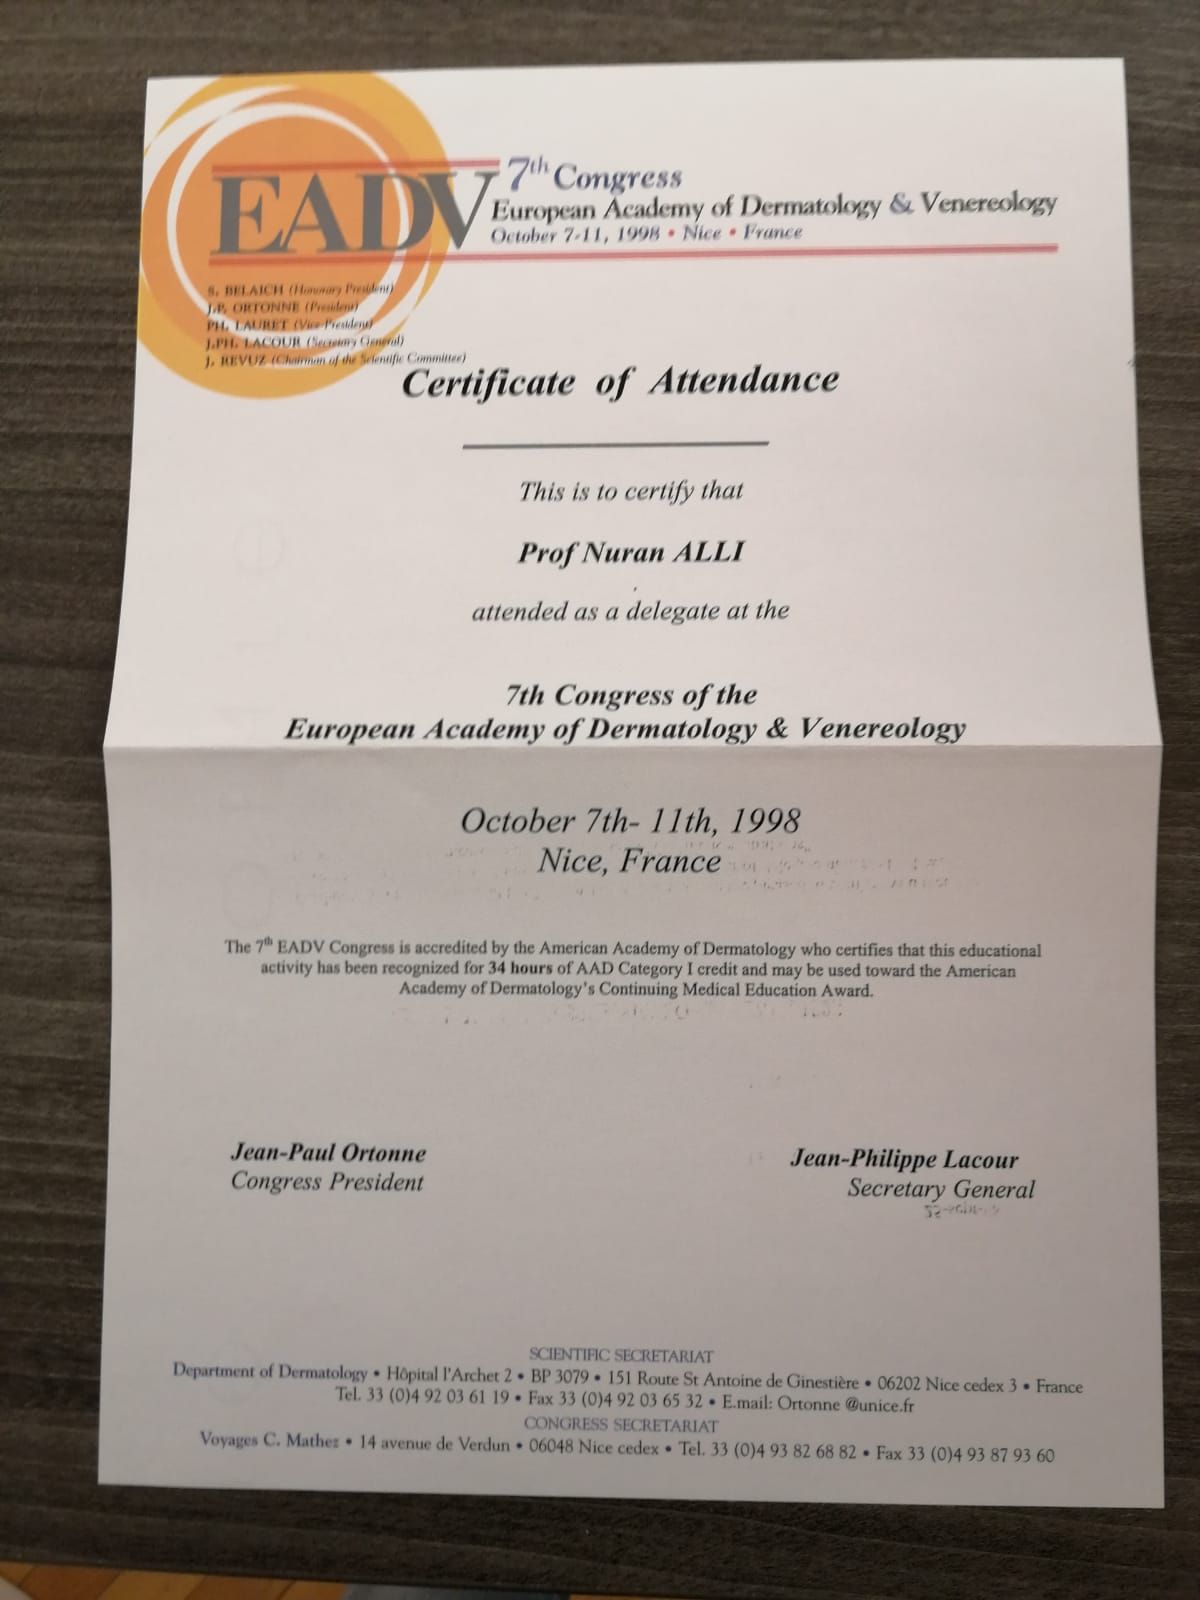 EADV
7th Congress
European Academy of Dermatology & Venereology
October 7-11, 1998 • Nice • France
S. BELAICH (Honorary President)
J.P. ORTONNE (President)
PH. LAURET (Vice-President)
J.PH. LACOUR (Secretary General)
J. REVUZ (Chairman of the Scientific Committee)
Certificate of Attendance
This is to certify that
Prof Nuran ALLI
attended as a delegate at the
7th Congress of the
European Academy of Dermatology & Venereology
October 7th- 11th, 1998
Nice, France
The 7th EADV Congress is accredited by the American Academy of Dermatology who certifies that this educational
activity has been recognized for 34 hours of AAD Category I credit and may be used toward the American
Academy of Dermatology's Continuing Medical Education Award.
Jean-Paul Ortonne
Congress President
Jean-Philippe Lacour
Secretary General
SCIENTIFIC SECRETARIAT
Department of Dermatology • Hôpital l'Archet 2 • BP 3079 • 151 Route St Antoine de Ginestière • 06202 Nice cedex 3 • France
Tel. 33 (0)4 92 03 61 19 • Fax 33 (0)4 92 03 65 32 • E.mail: Ortonne @unice.fr
CONGRESS SECRETARIAT
Voyages C. Mathez • 14 avenue de Verdun • 06048 Nice cedex • Tel. 33 (0)4 93 82 68 82 • Fax 33 (0)4 93 87 93 60